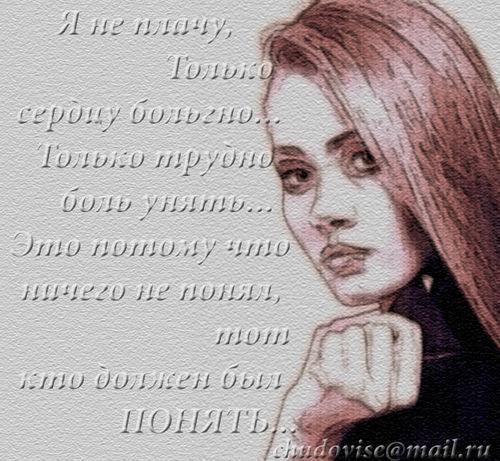 Я не плачу,
Только
сердцу больгно...
Только трудно
боль унять...
Это потому что
ничего не понял,
тот
кто должен был
ПОНЯТЬ...
chudovise@mail.ru